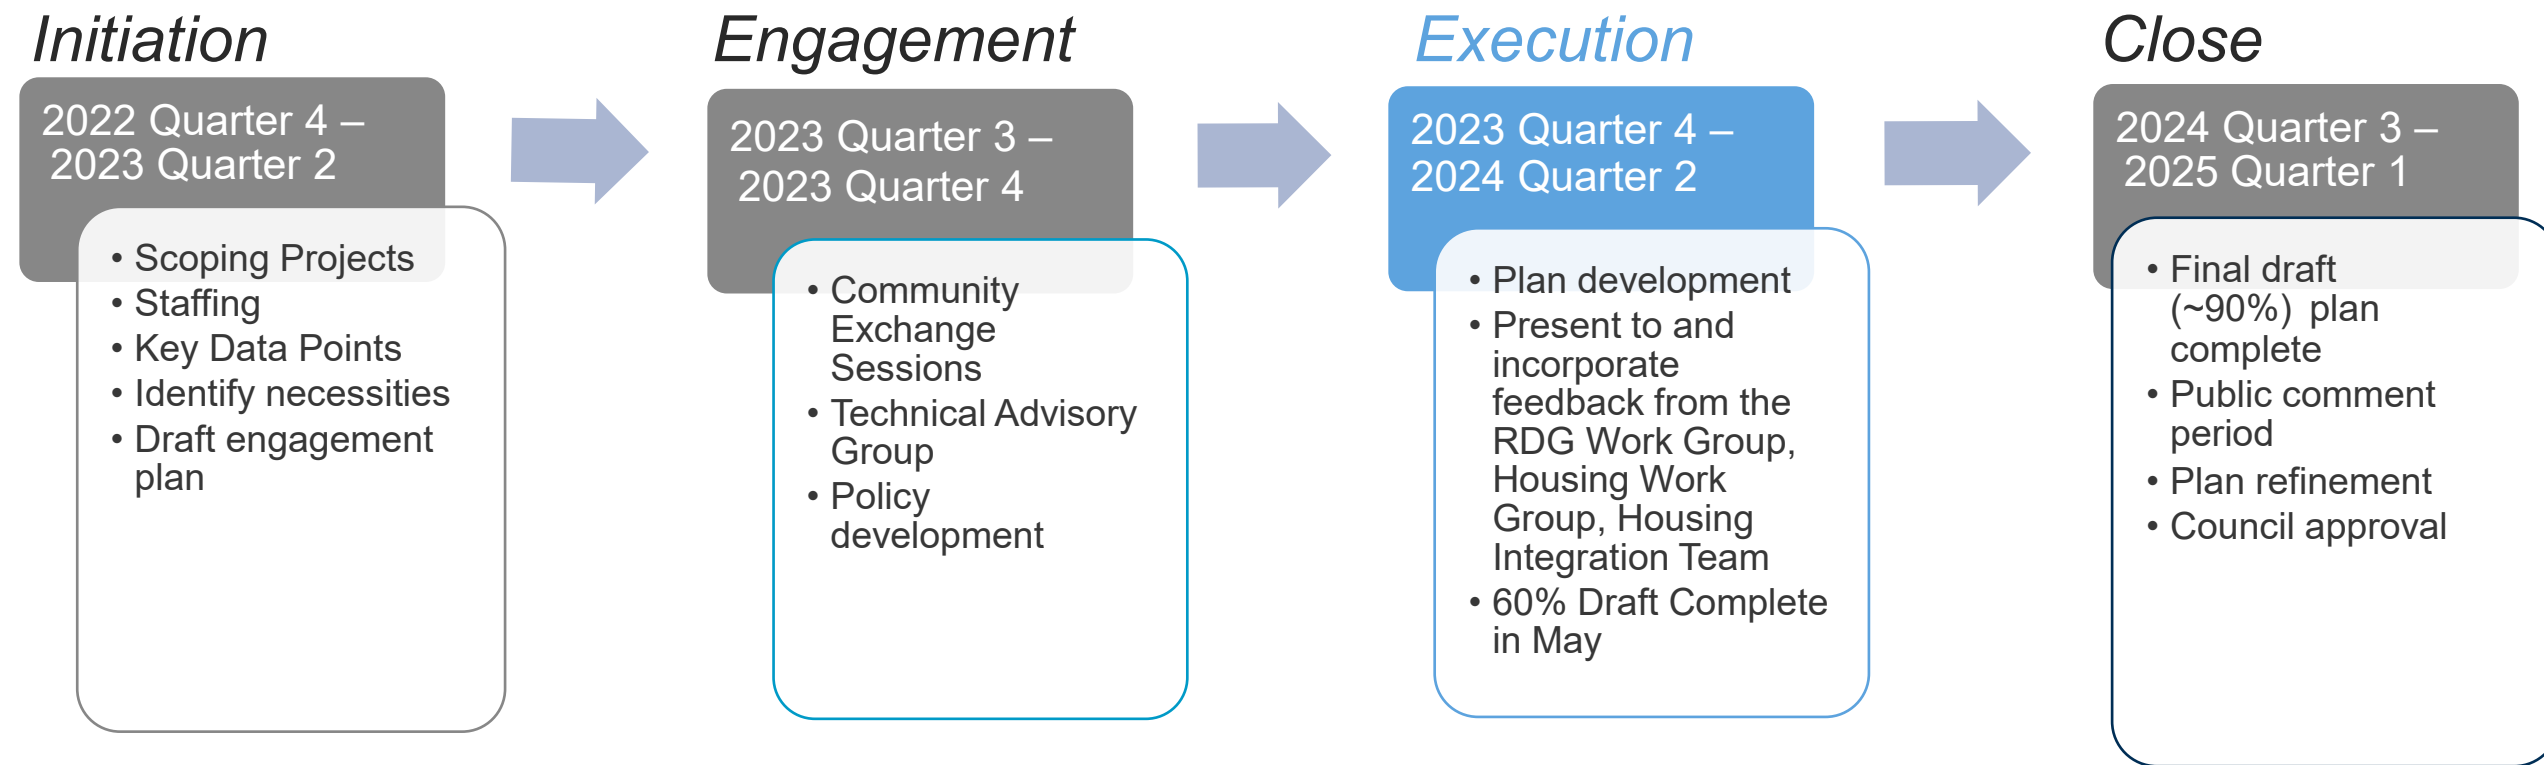 Initiation
2022 Quarter 4 –
2023 Quarter 2
• Scoping Projects
• Staffing
• Key Data Points
• Identify necessities
• Draft engagement
plan
Engagement
2023 Quarter 3 –
2023 Quarter 4
• Community
Exchange
Sessions
• Technical Advisory
Group
• Policy
development
Execution
2023 Quarter 4 –
2024 Quarter 2
• Plan development
• Present to and
incorporate
feedback from the
RDG Work Group,
Housing Work
Group, Housing
Integration Team
• 60% Draft Complete
in May
Close
2024 Quarter 3 –
2025 Quarter 1
• Final draft
(~90%) plan
complete
• Public comment
period
• Plan refinement
• Council approval